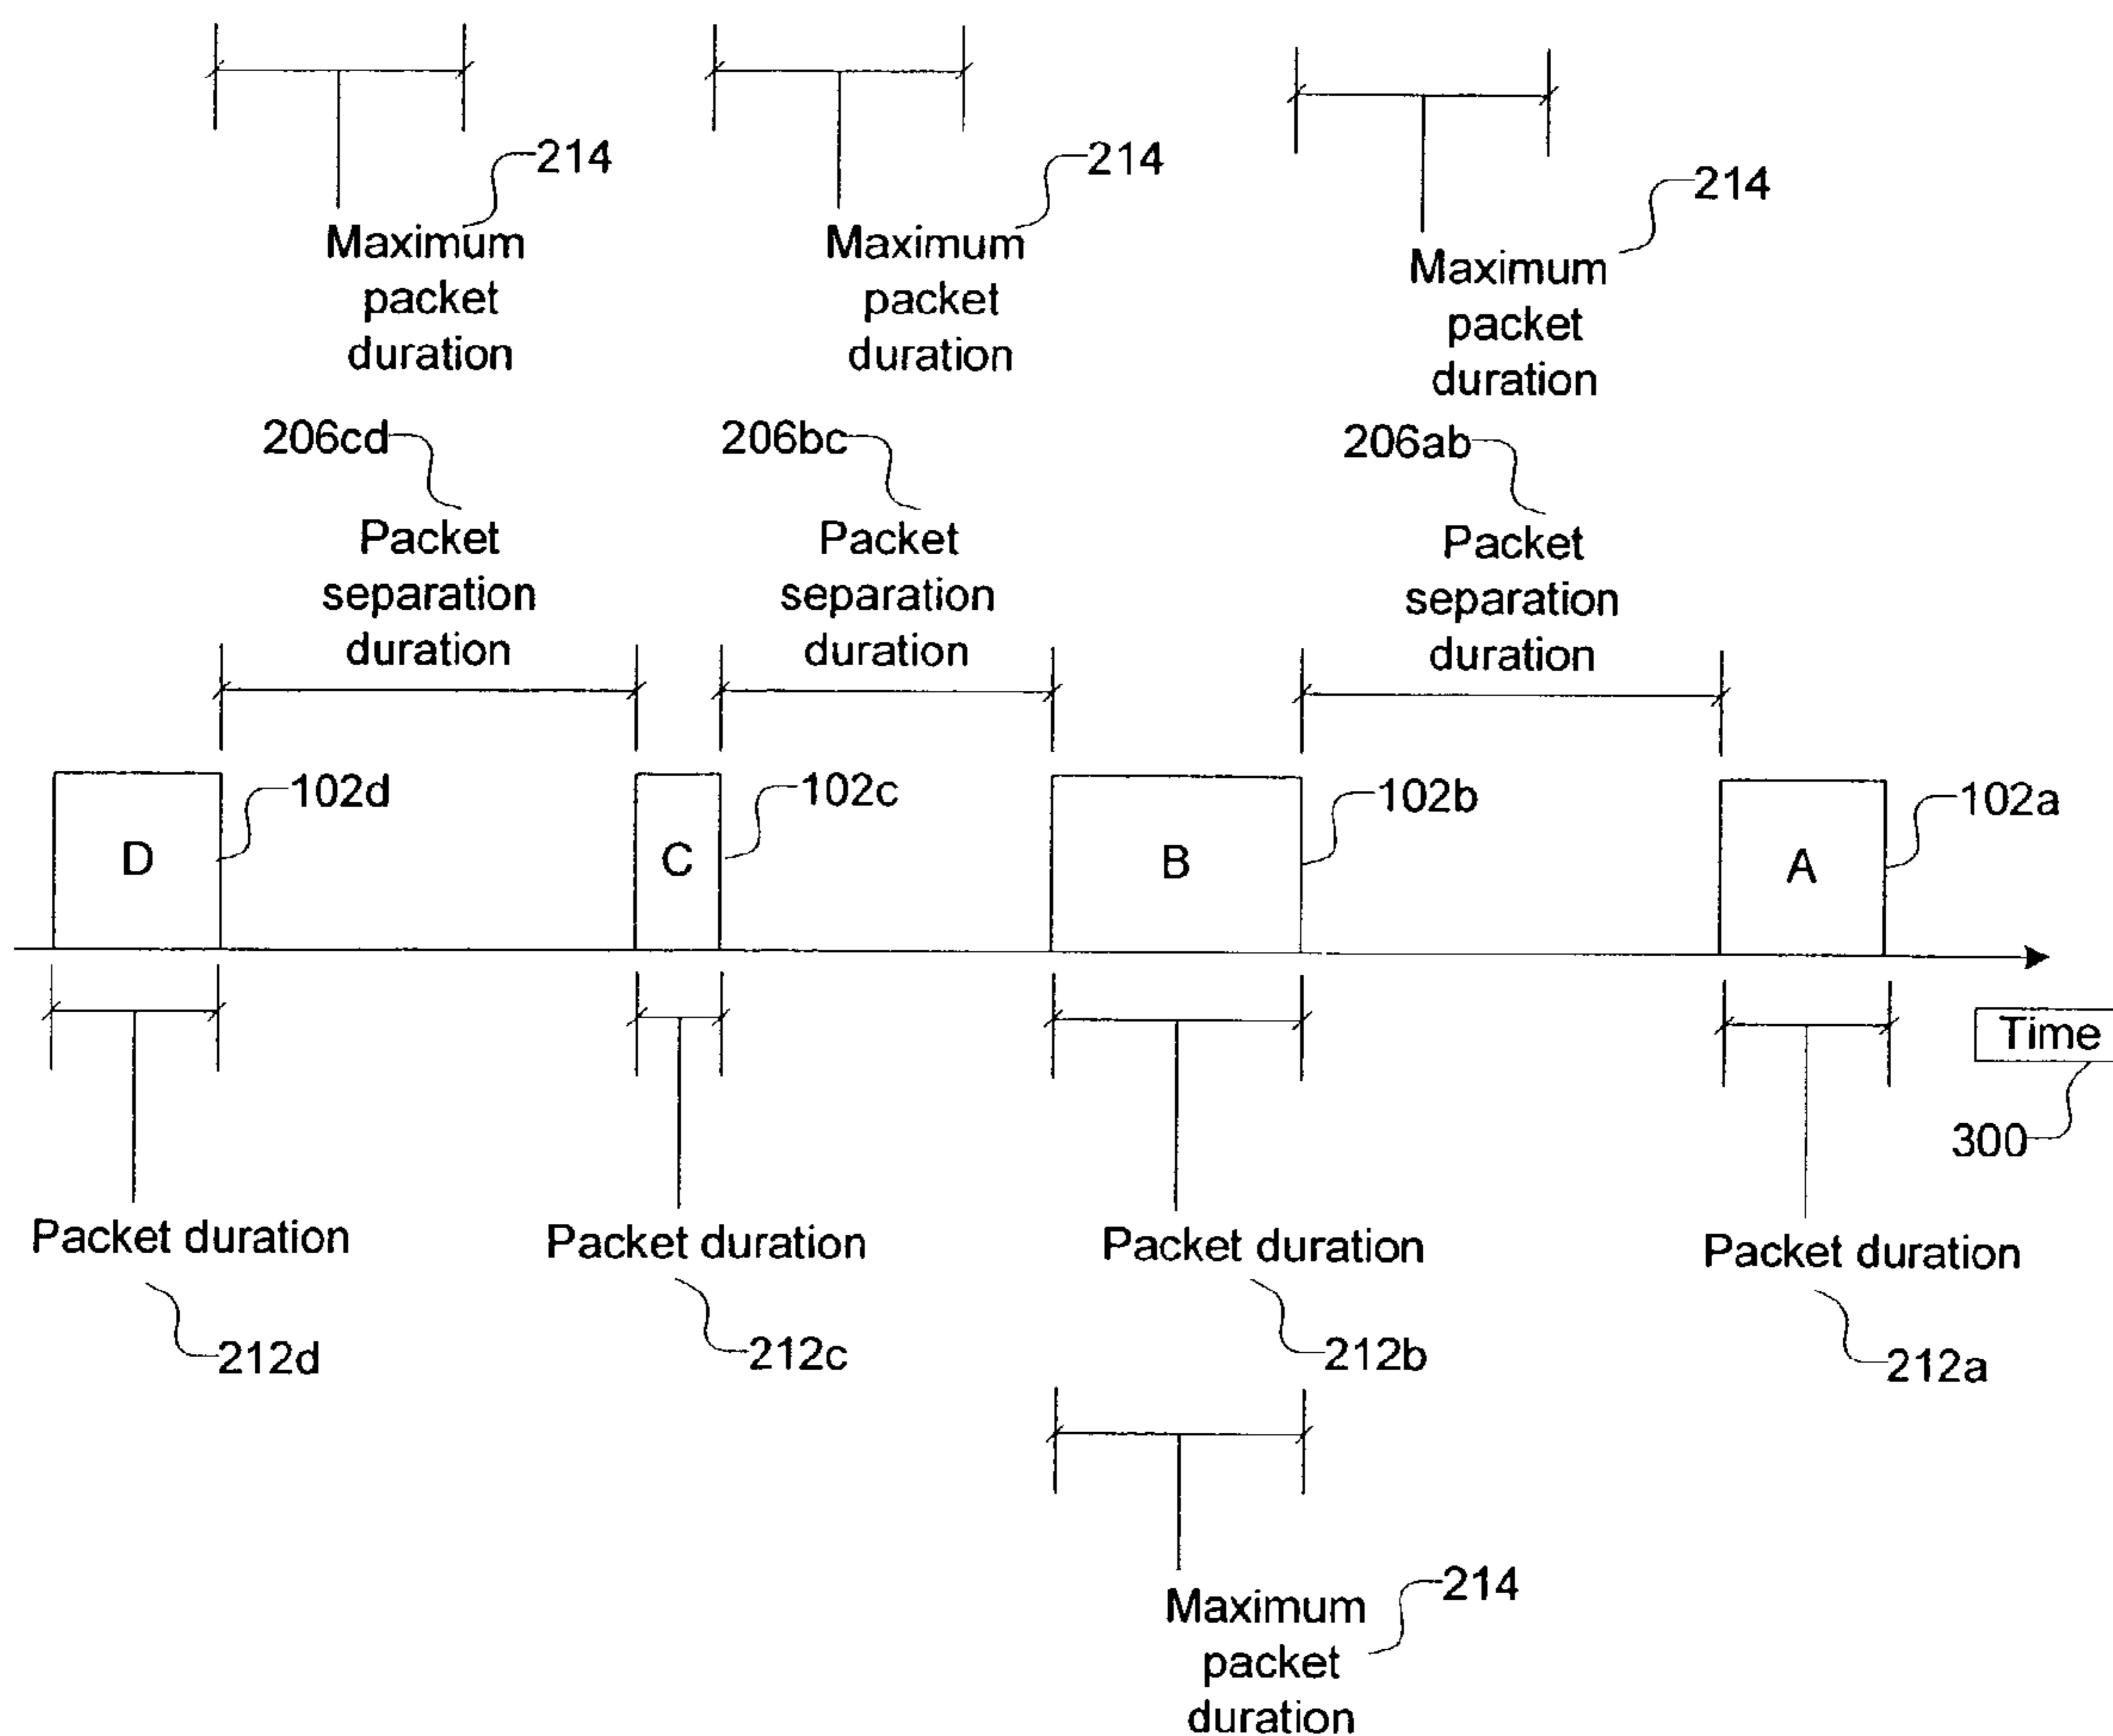 214
Maximum
packet
duration
214
Maximum
packet
duration
214
Maximum
packet
duration
206cd
Packet
separation
duration
206bc
Packet
separation
duration
206ab
Packet
separation
duration
D
102d
C
102c
B
102b
A
102a
Time
300
Packet duration
212d
Packet duration
212c
Packet duration
212b
Packet duration
212a
214
Maximum
packet
duration